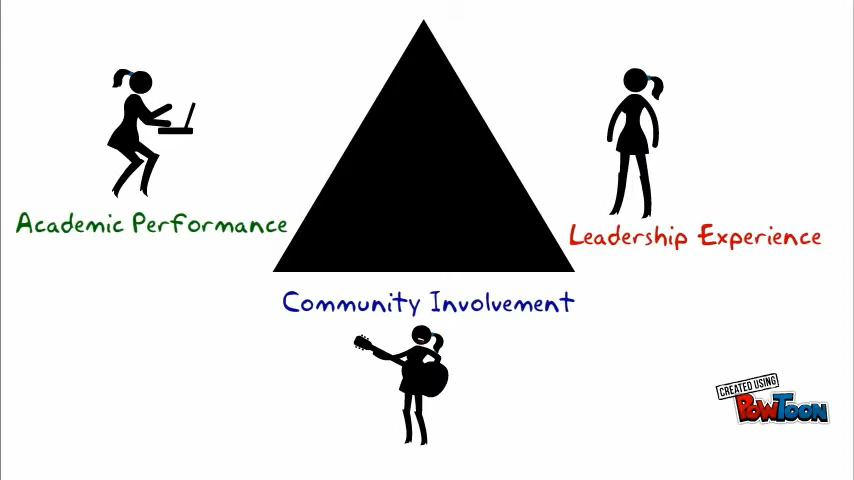 Academic Performance
Leadership Experience
Community Involvement
CREATED USING
POWTOON